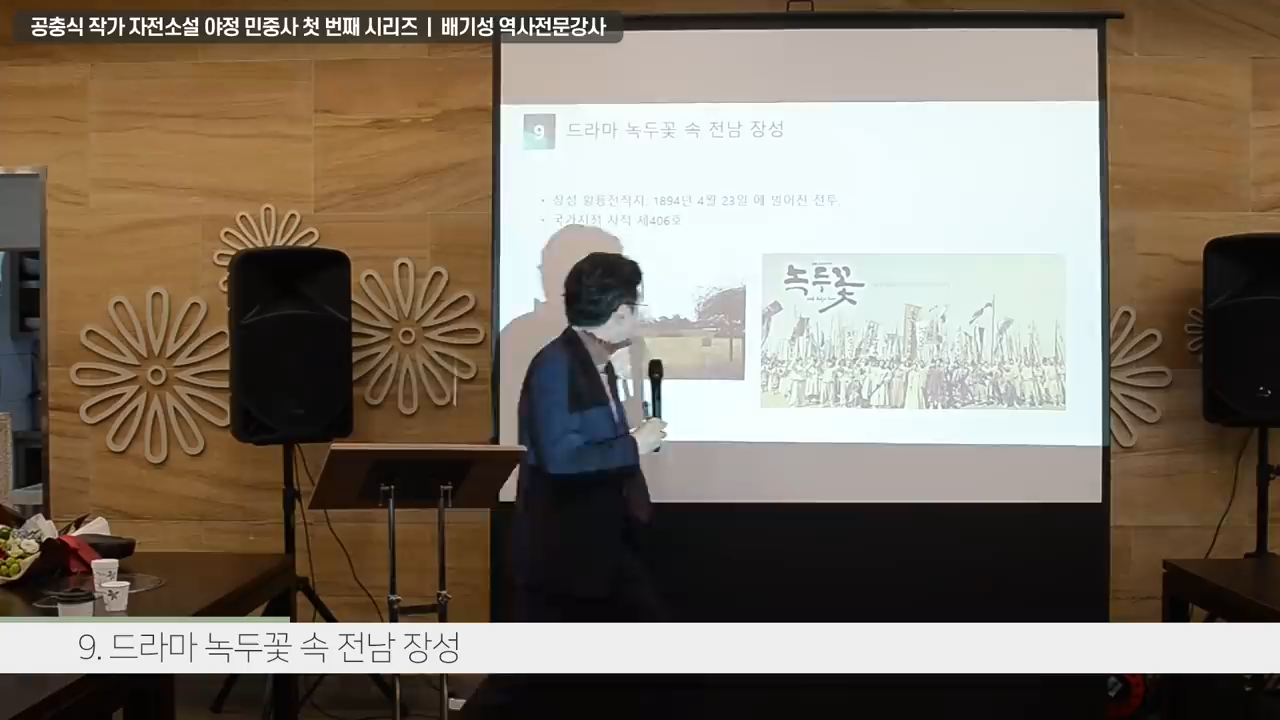 공충식 작가 자전소설 야정 민중사 첫 번째 시리즈 | 배기성 역사전문강사
9 드라마 녹두꽃 속 전남 장성
• 장성 황룡전적지, 1894년 4월 23일 에 벌어진 전투
• 국가지정 사적 제406호
녹두꽃
9. 드라마 녹두꽃 속 전남 장성